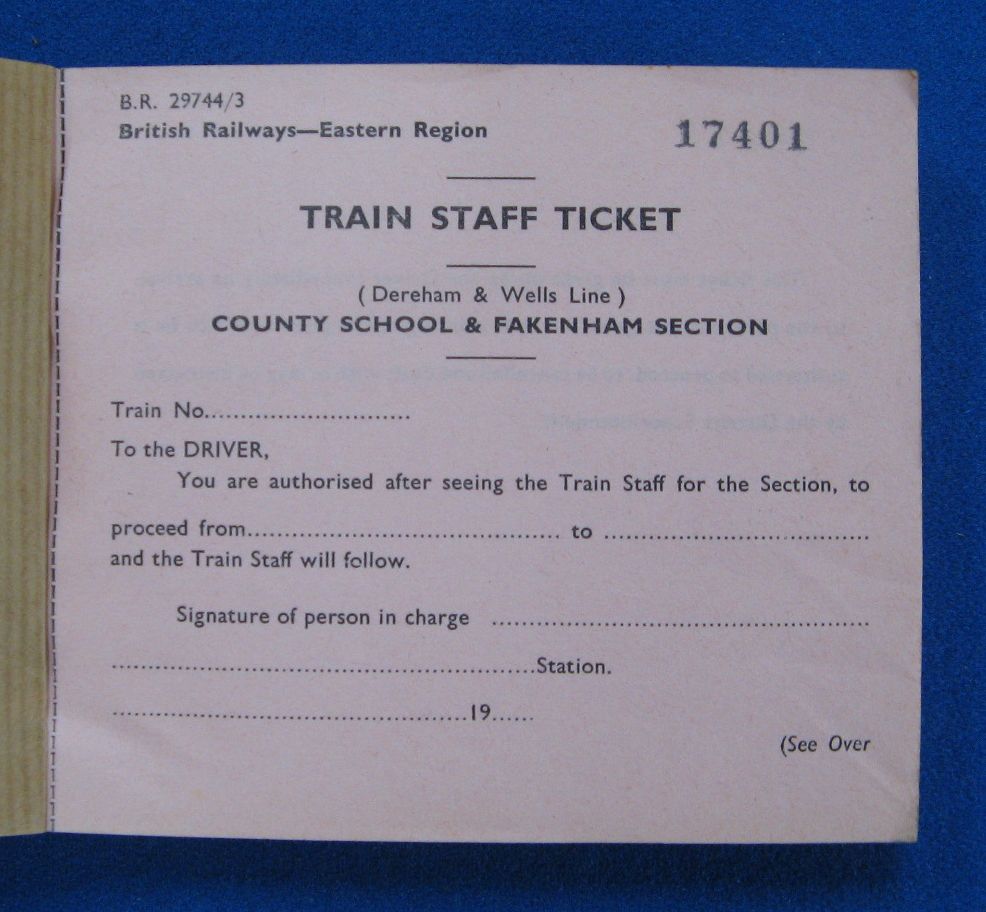 B.R. 29744/3
British Railways—Eastern Region
17401
TRAIN STAFF TICKET
( Dereham & Wells Line )
COUNTY SCHOOL & FAKENHAM SECTION
Train No..................................
To the DRIVER,
You are authorised after seeing the Train Staff for the Section, to
proceed from.................................................... to ............................................
and the Train Staff will follow.
Signature of person in charge ...............................................................
......................................................................Station.
...........................................................19......
(See Over